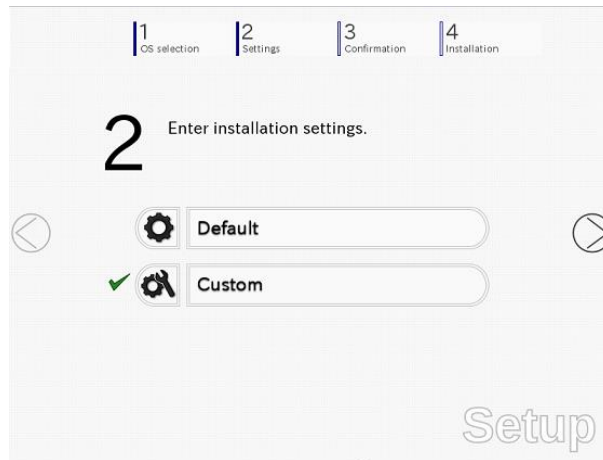 1
OS selection
2
Settings
3
Confirmation
4
Installation
2
Enter installation settings.
Default
Custom
Setup